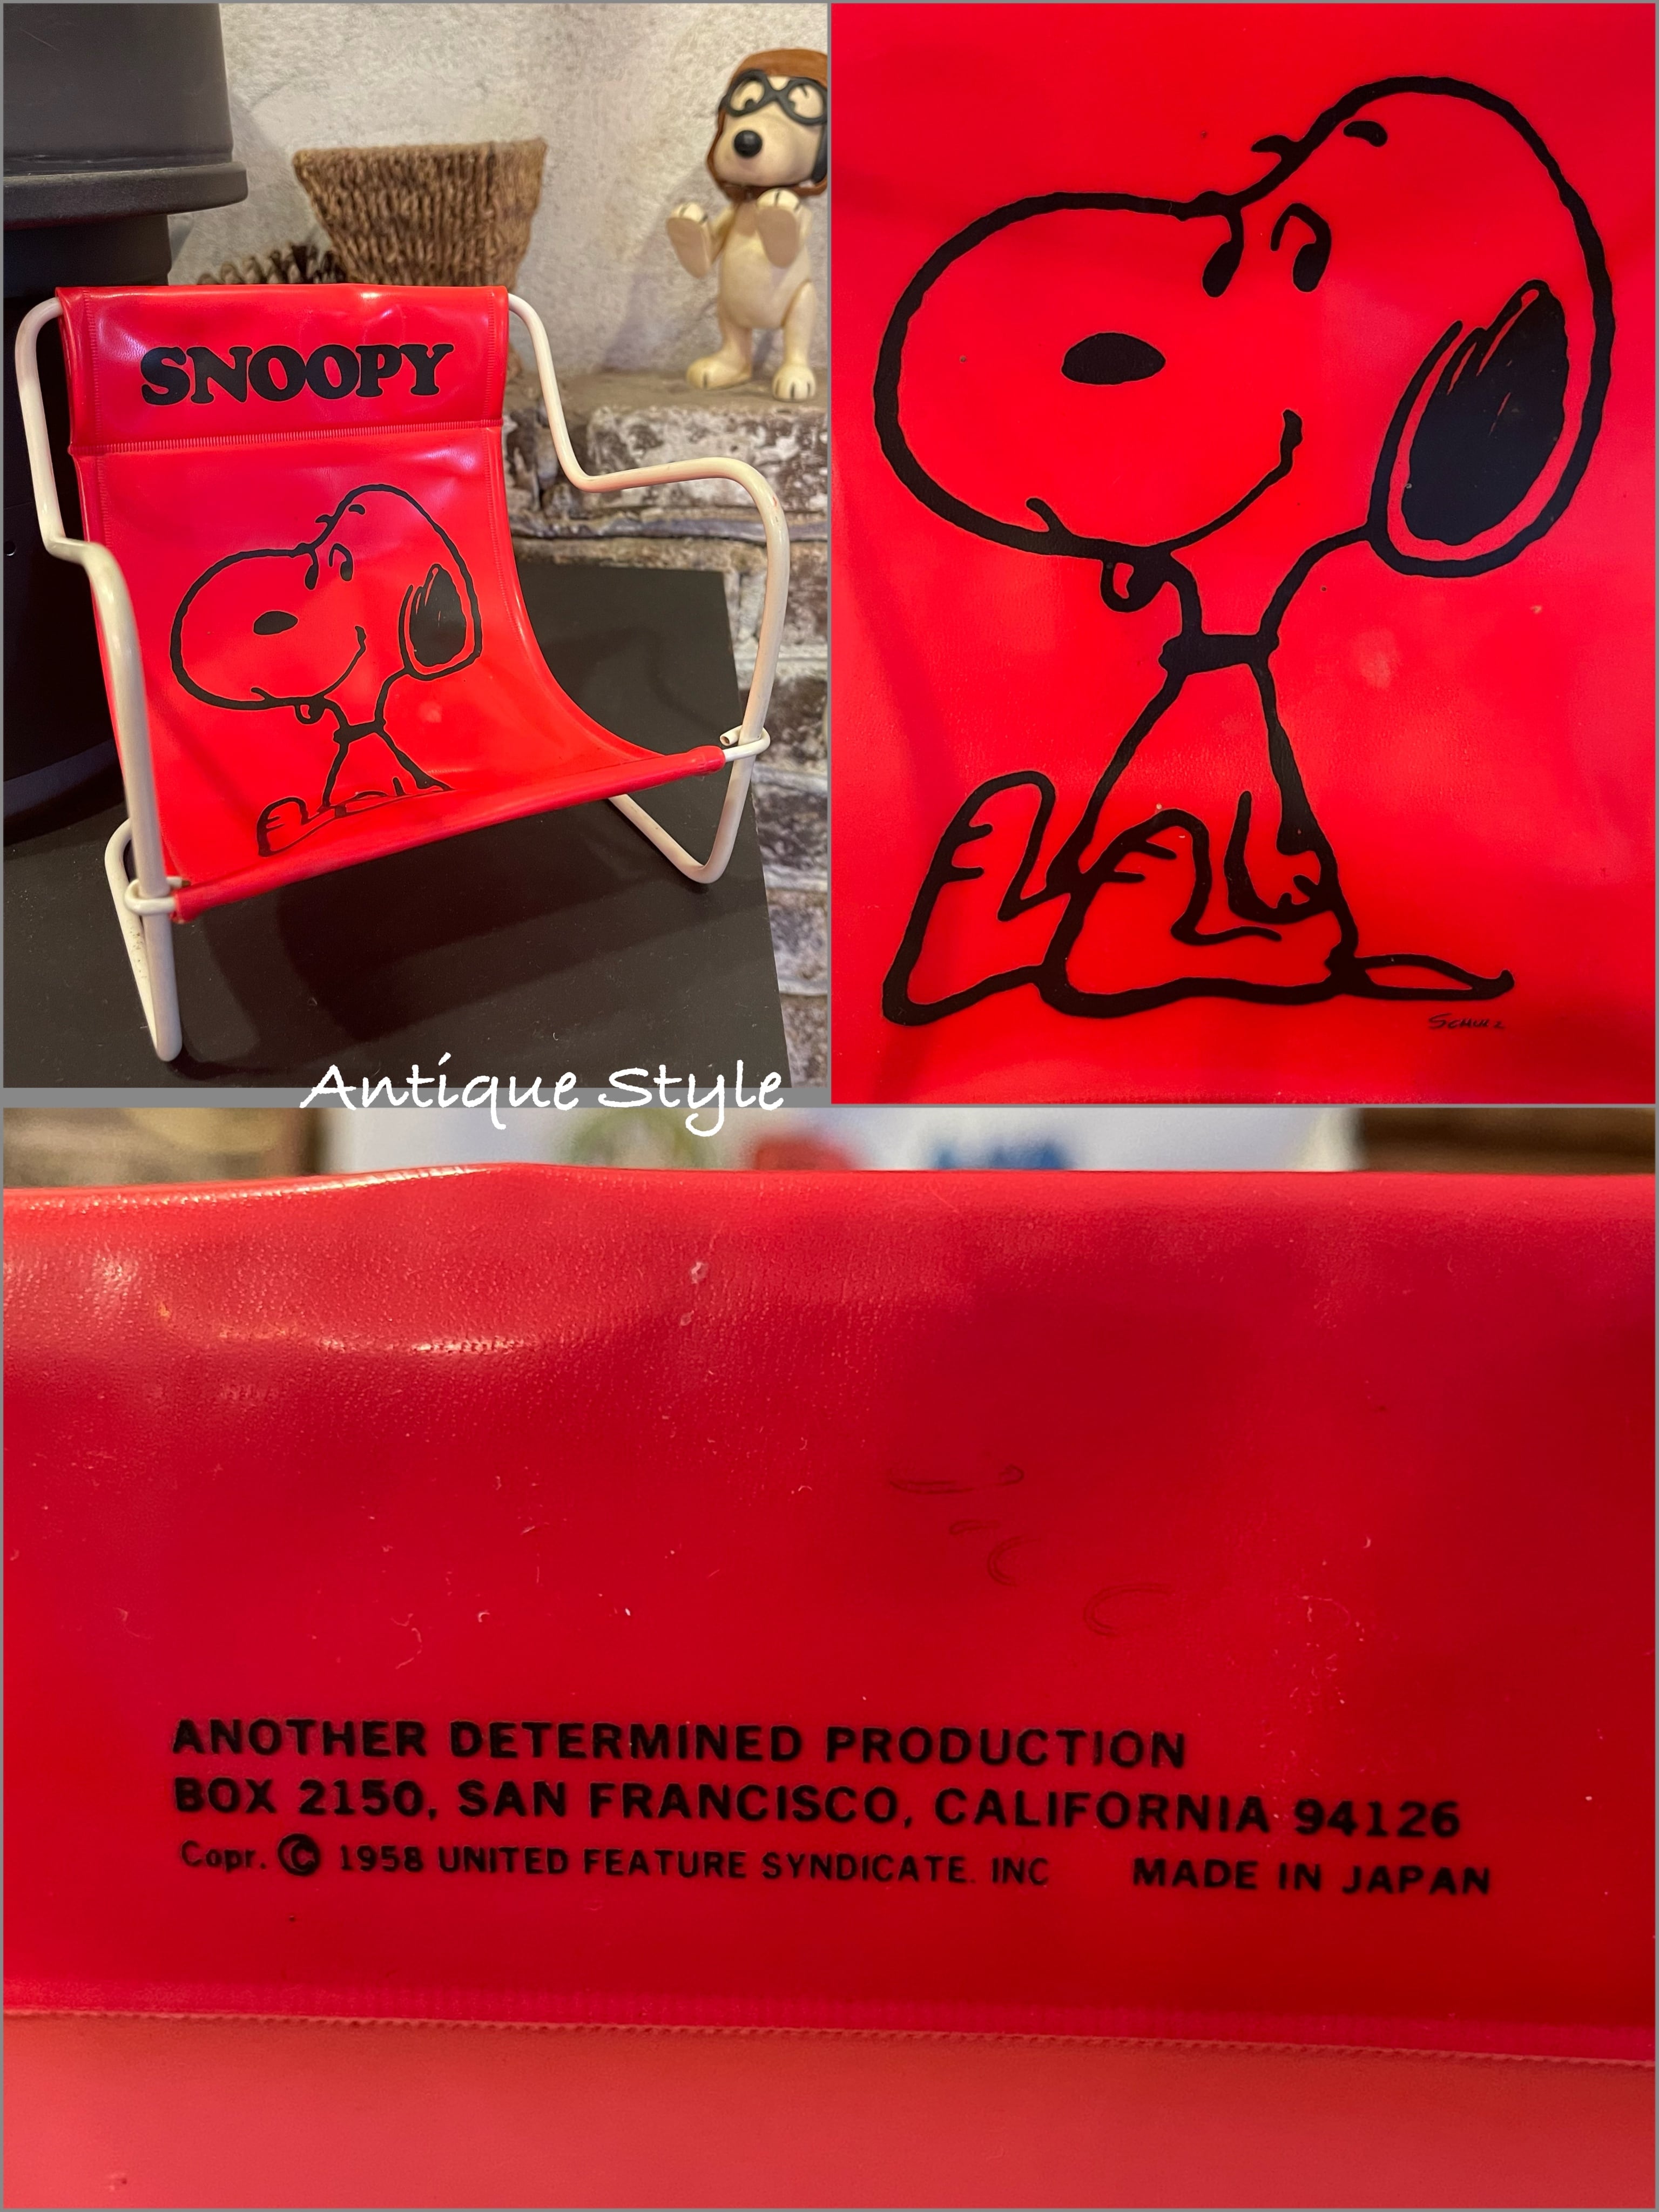 SNOOPY
SCHULZ
Antique Style
ANOTHER DETERMINED PRODUCTION
BOX 2150, SAN FRANCISCO, CALIFORNIA 94126
Copr. © 1958 UNITED FEATURE SYNDICATE. INC MADE IN JAPAN